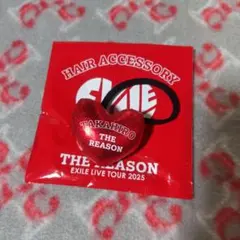 HAIR ACCESSORY
EXILE
TAKAHIRO
THE
REASON
THE REASON
EXILE LIVE TOUR 2025